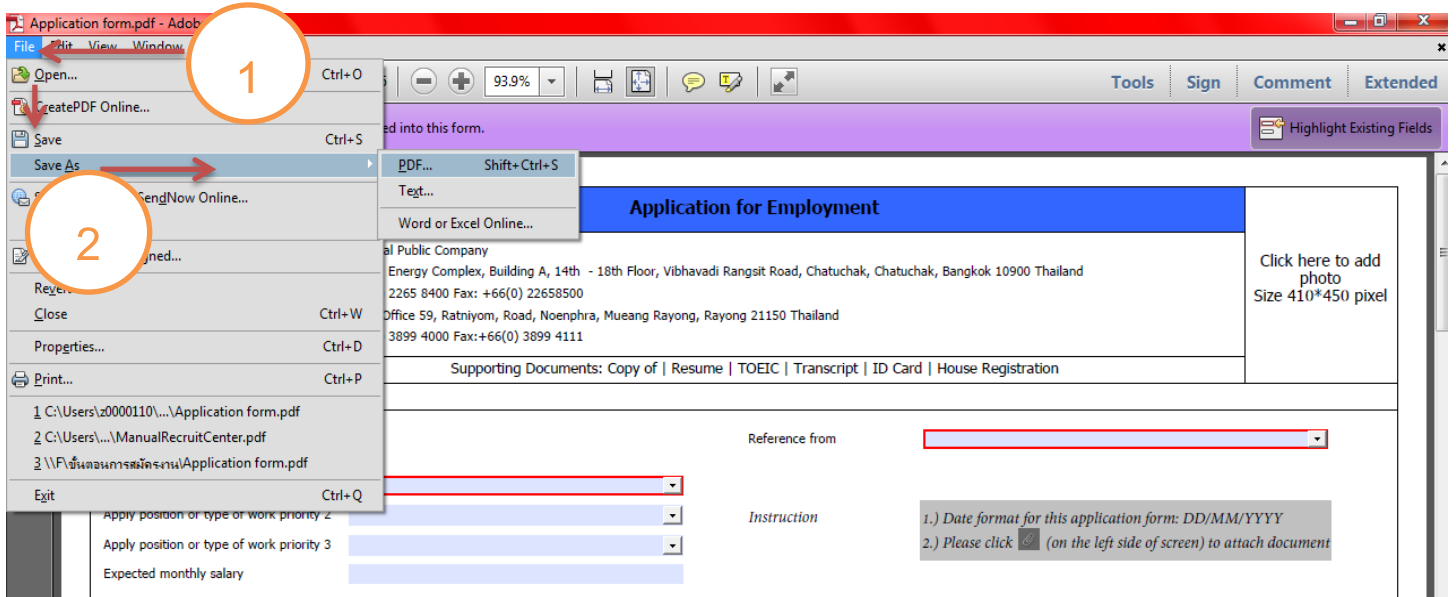 Application form.pdf - Adob
File Edit View Window
1
Open... Ctrl+O
93.9%
Tools Sign Comment Extended
CreatePDF Online...
ed into this form.
Highlight Existing Fields
Save Ctrl+S
Save As
PDF... Shift+Ctrl+S
Text...
Word or Excel Online...
SendNow Online...
2
gned...
Application for Employment
al Public Company
Energy Complex, Building A, 14th - 18th Floor, Vibhavadi Rangsit Road, Chatuchak, Chatuchak, Bangkok 10900 Thailand
2265 8400 Fax: +66(0) 22658500
Office 59, Ratniyom, Road, Noenphra, Mueang Rayong, Rayong 21150 Thailand
3899 4000 Fax:+66(0) 3899 4111
Click here to add
photo
Size 410*450 pixel
Supporting Documents: Copy of | Resume | TOEIC | Transcript | ID Card | House Registration
Revert
Close Ctrl+W
Properties... Ctrl+D
Print... Ctrl+P
1 C:\Users\z0000110\...\Application form.pdf
2 C:\Users\...\ManualRecruitCenter.pdf
3 \\F\ขั้นตอนการสมัครงาน\Application form.pdf
Exit Ctrl+Q
Reference from
Apply position or type of work priority 2
Apply position or type of work priority 3
Expected monthly salary
Instruction
1.) Date format for this application form: DD/MM/YYYY
2.) Please click (on the left side of screen) to attach document